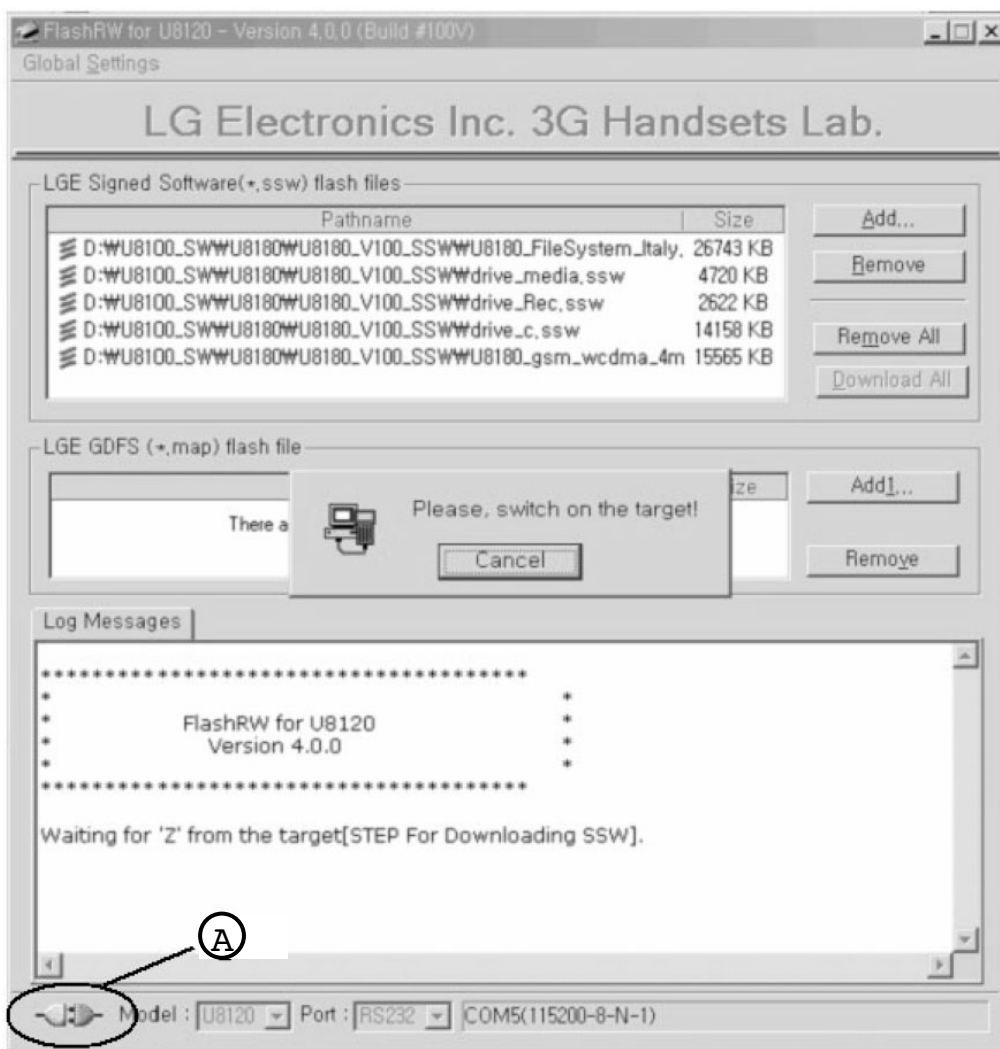 FlashRW for U8120 - Version 4.0.0 (Build #100V)
Global Settings
LG Electronics Inc. 3G Handsets Lab.
LGE Signed Software(*.ssw) flash files
Pathname Size
D:₩U8100_SW₩U8180₩U8180_V100_SSW₩U8180_FileSystem_Italy. 26743 KB
D:₩U8100_SW₩U8180₩U8180_V100_SSW₩drive_media.ssw 4720 KB
D:₩U8100_SW₩U8180₩U8180_V100_SSW₩drive_Rec.ssw 2622 KB
D:₩U8100_SW₩U8180₩U8180_V100_SSW₩drive_c.ssw 14158 KB
D:₩U8100_SW₩U8180₩U8180_V100_SSW₩U8180_gsm_wcdma_4m 15565 KB
Add...
Remove
Remove All
Download All
LGE GDFS (*.map) flash file
ize
There a
Add1...
Remove
Please, switch on the target!
Cancel
Log Messages
***************************************
* *
* FlashRW for U8120 *
* Version 4.0.0 *
* *
***************************************
Waiting for 'Z' from the target[STEP For Downloading SSW].
A
Model : U8120 Port : RS232 COM5(115200-8-N-1)